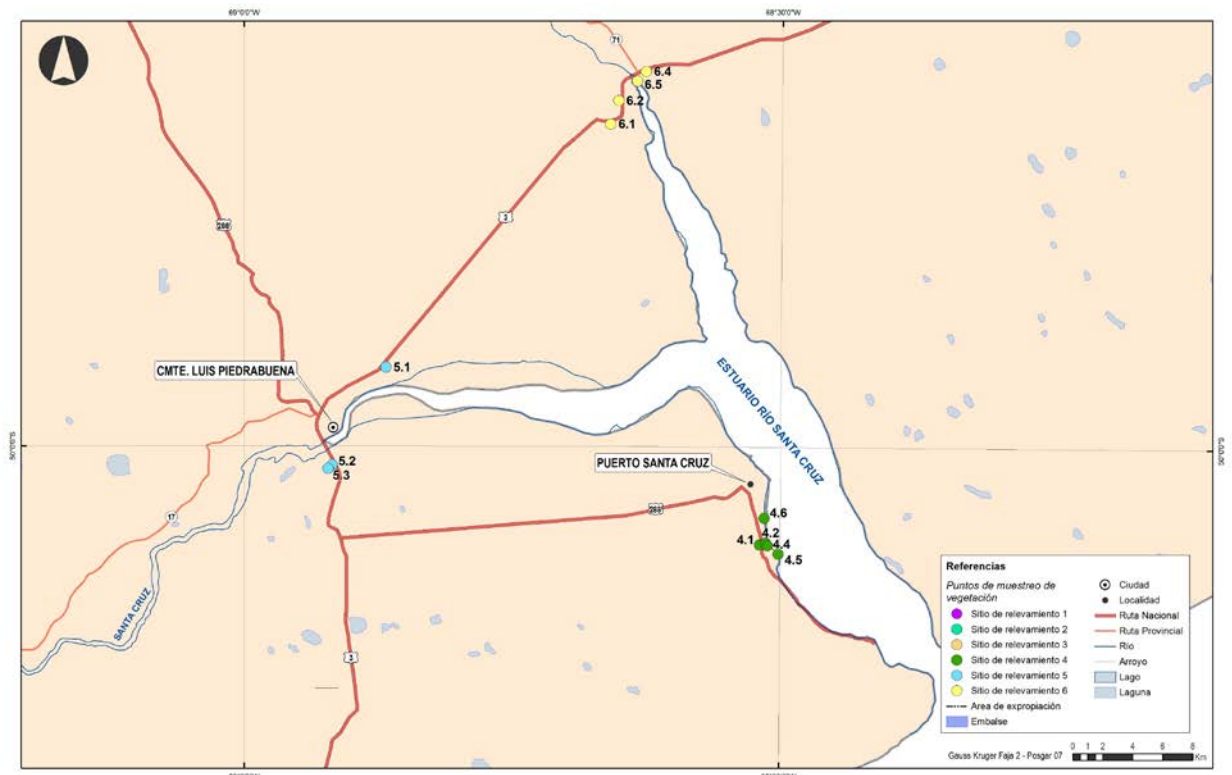 69°0'0"W
68°30'0"W
71
6.4
6.5
6.2
6.1
288
3
5.1
CMTE. LUIS PIEDRABUENA
ESTUARIO RÍO SANTA CRUZ
50°0'0"S
50°0'0"S
5.2
5.3
PUERTO SANTA CRUZ
17
288
4.6
4.2
4.1
4.4
4.5
SANTA CRUZ
3
Referencias
Puntos de muestreo de
vegetación
Sitio de relevamiento 1
Sitio de relevamiento 2
Sitio de relevamiento 3
Sitio de relevamiento 4
Sitio de relevamiento 5
Sitio de relevamiento 6
Area de expropiación
Embalse
Ciudad
Localidad
Ruta Nacional
Ruta Provincial
Río
Arroyo
Lago
Laguna
Gauss Kruger Faja 2 - Posgar 07
0 1 2 4 6 8
Km